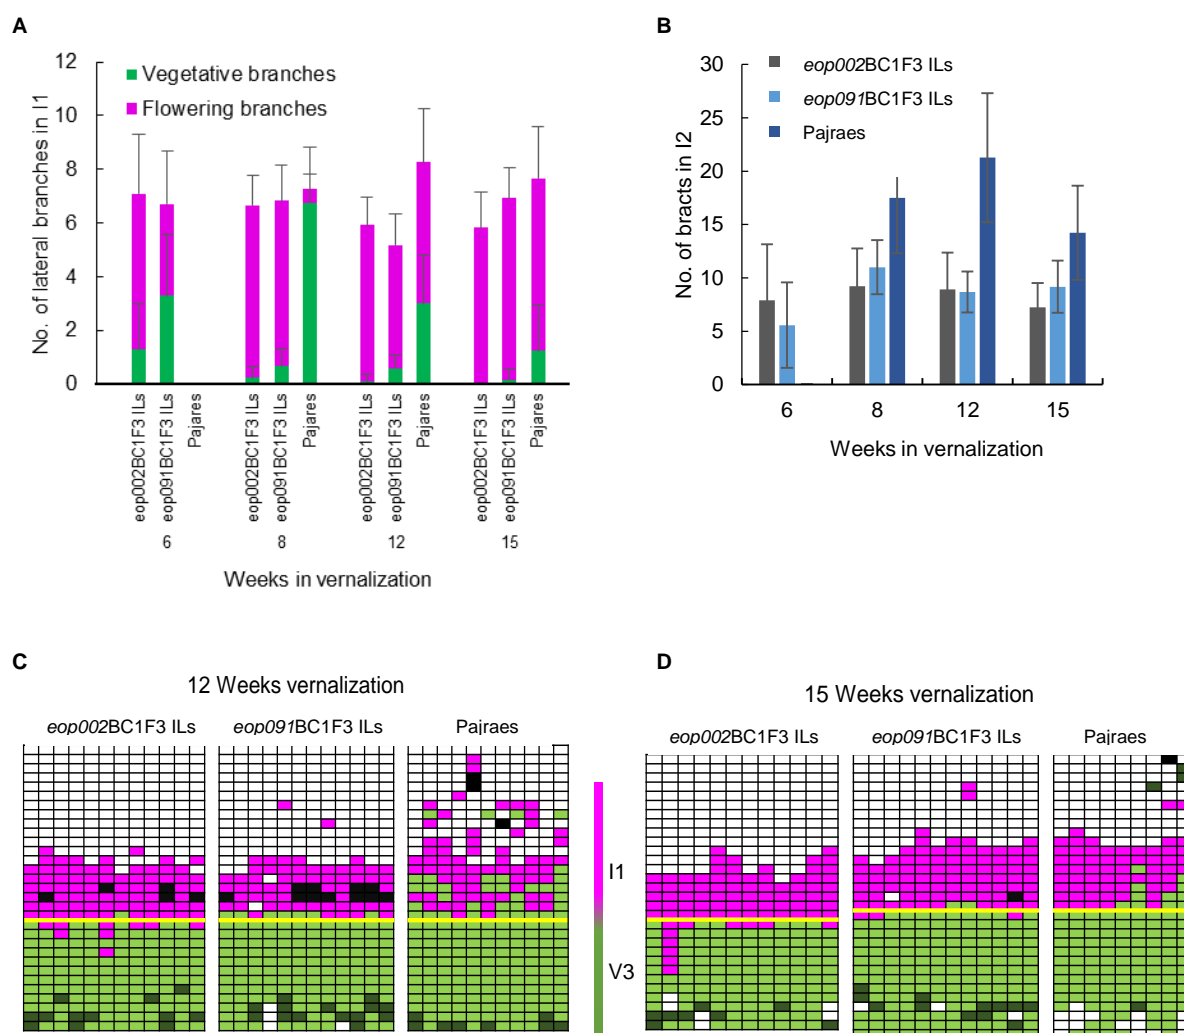 A
12
10
8
6
4
2
0
No. of lateral branches in I1
Vegetative branches
Flowering branches
eop002BC1F3 ILs
eop091BC1F3 ILs
Pajares
eop002BC1F3 ILs
eop091BC1F3 ILs
Pajares
eop002BC1F3 ILs
eop091BC1F3 ILs
Pajares
eop002BC1F3 ILs
eop091BC1F3 ILs
Pajares
6 8 12 15
Weeks in vernalization
B
30
25
20
15
10
5
0
No. of bracts in I2
eop002BC1F3 ILs
eop091BC1F3 ILs
Pajraes
6 8 12 15
Weeks in vernalization
C
12 Weeks vernalization
eop002BC1F3 ILs eop091BC1F3 ILs Pajraes
I1
V3
D
15 Weeks vernalization
eop002BC1F3 ILs eop091BC1F3 ILs Pajraes